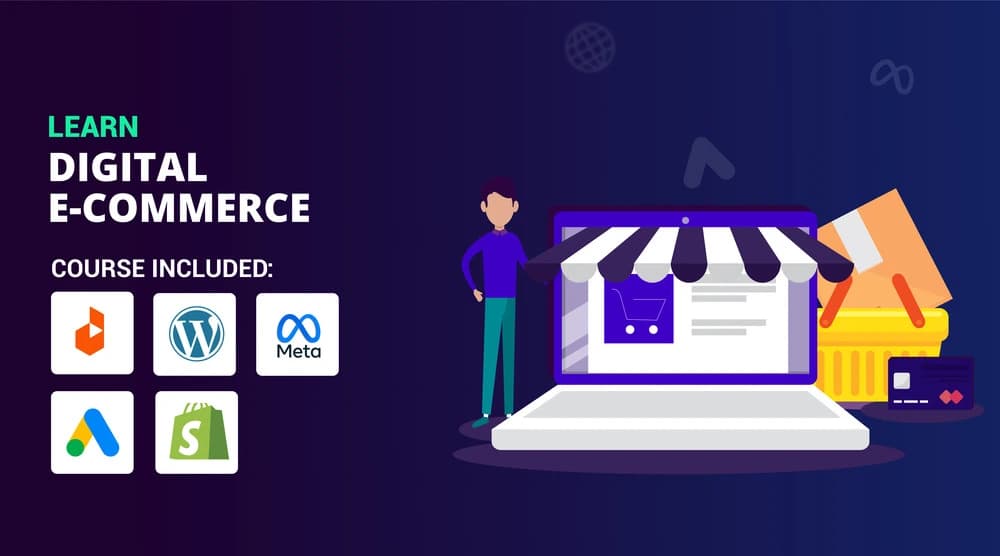 LEARN
DIGITAL
E-COMMERCE
COURSE INCLUDED:
Meta